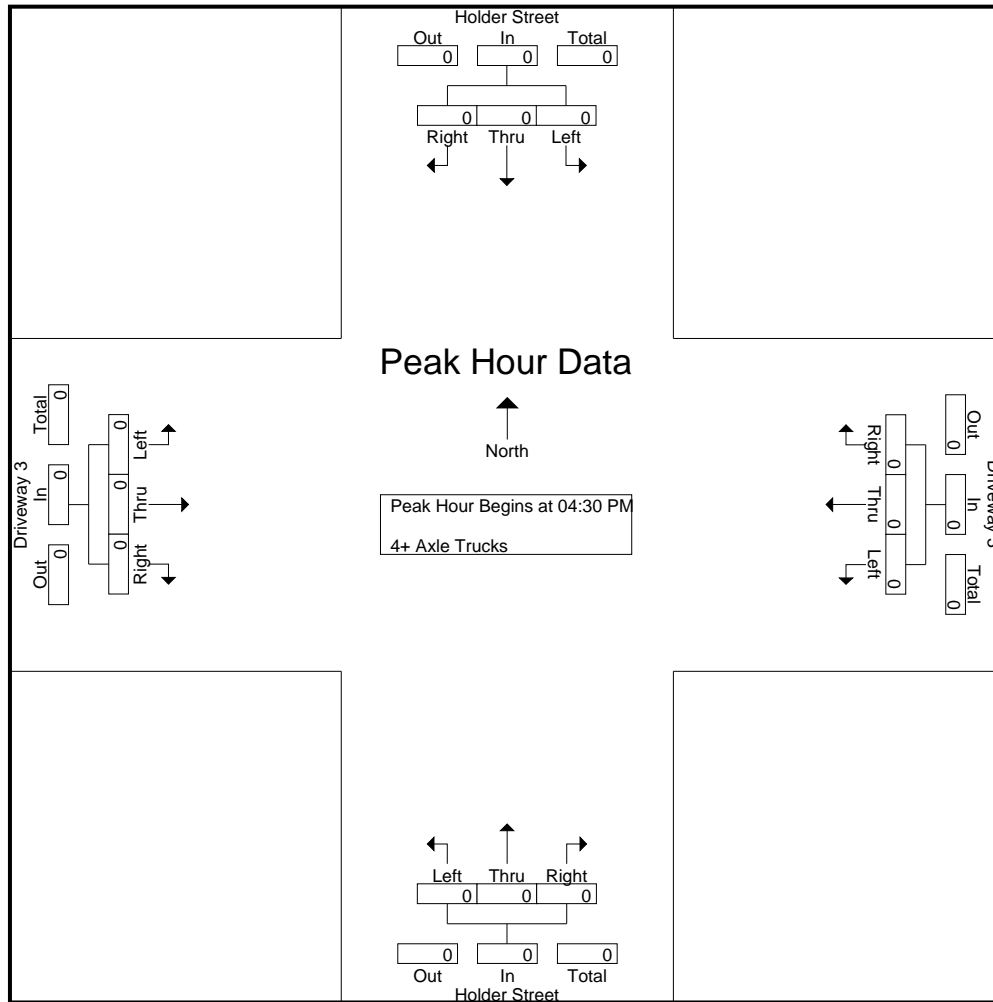 Holder Street
Out In Total
0 0 0
0 0 0
Right Thru Left
Peak Hour Data
North
Peak Hour Begins at 04:30 PM
4+ Axle Trucks
Driveway 3
Out In Total
0 0 0
0 0 0
Right Thru Left
Driveway 3
Out In Total
0 0 0
0 0 0
Right Thru Left
Left Thru Right
0 0 0
0 0 0
Out In Total
Holder Street